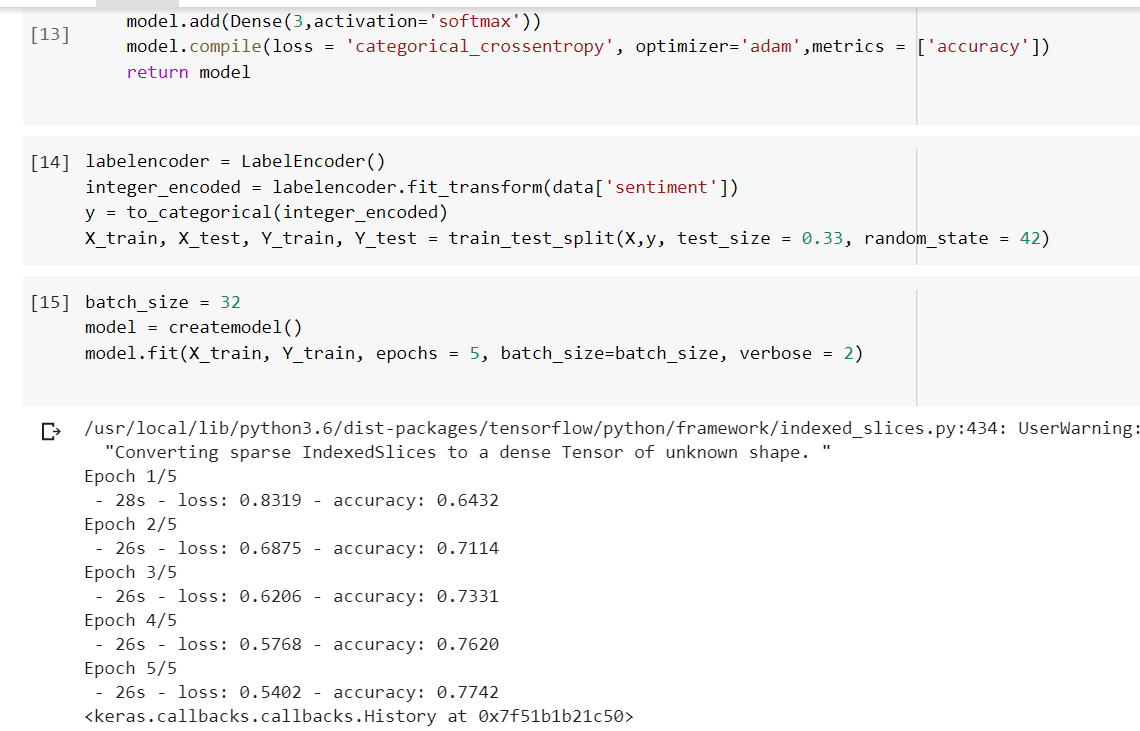 [13]
model.add(Dense(3,activation='softmax'))
model.compile(loss = 'categorical_crossentropy', optimizer='adam',metrics = ['accuracy'])
return model
[14] labelencoder = LabelEncoder()
integer_encoded = labelencoder.fit_transform(data['sentiment'])
y = to_categorical(integer_encoded)
X_train, X_test, Y_train, Y_test = train_test_split(X,y, test_size = 0.33, random_state = 42)
[15] batch_size = 32
model = createmodel()
model.fit(X_train, Y_train, epochs = 5, batch_size=batch_size, verbose = 2)
/usr/local/lib/python3.6/dist-packages/tensorflow/python/framework/indexed_slices.py:434: UserWarning:
"Converting sparse IndexedSlices to a dense Tensor of unknown shape. "
Epoch 1/5
- 28s - loss: 0.8319 - accuracy: 0.6432
Epoch 2/5
- 26s - loss: 0.6875 - accuracy: 0.7114
Epoch 3/5
- 26s - loss: 0.6206 - accuracy: 0.7331
Epoch 4/5
- 26s - loss: 0.5768 - accuracy: 0.7620
Epoch 5/5
- 26s - loss: 0.5402 - accuracy: 0.7742
<keras.callbacks.callbacks.History at 0x7f51b1b21c50>